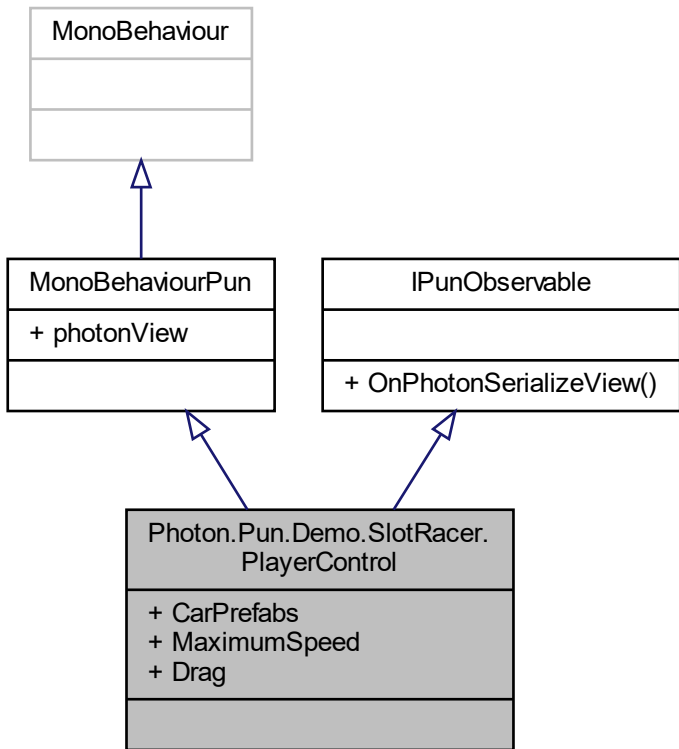 MonoBehaviour
MonoBehaviourPun
+ photonView
IPunObservable
+ OnPhotonSerializeView()
Photon.Pun.Demo.SlotRacer.
PlayerControl
+ CarPrefabs
+ MaximumSpeed
+ Drag